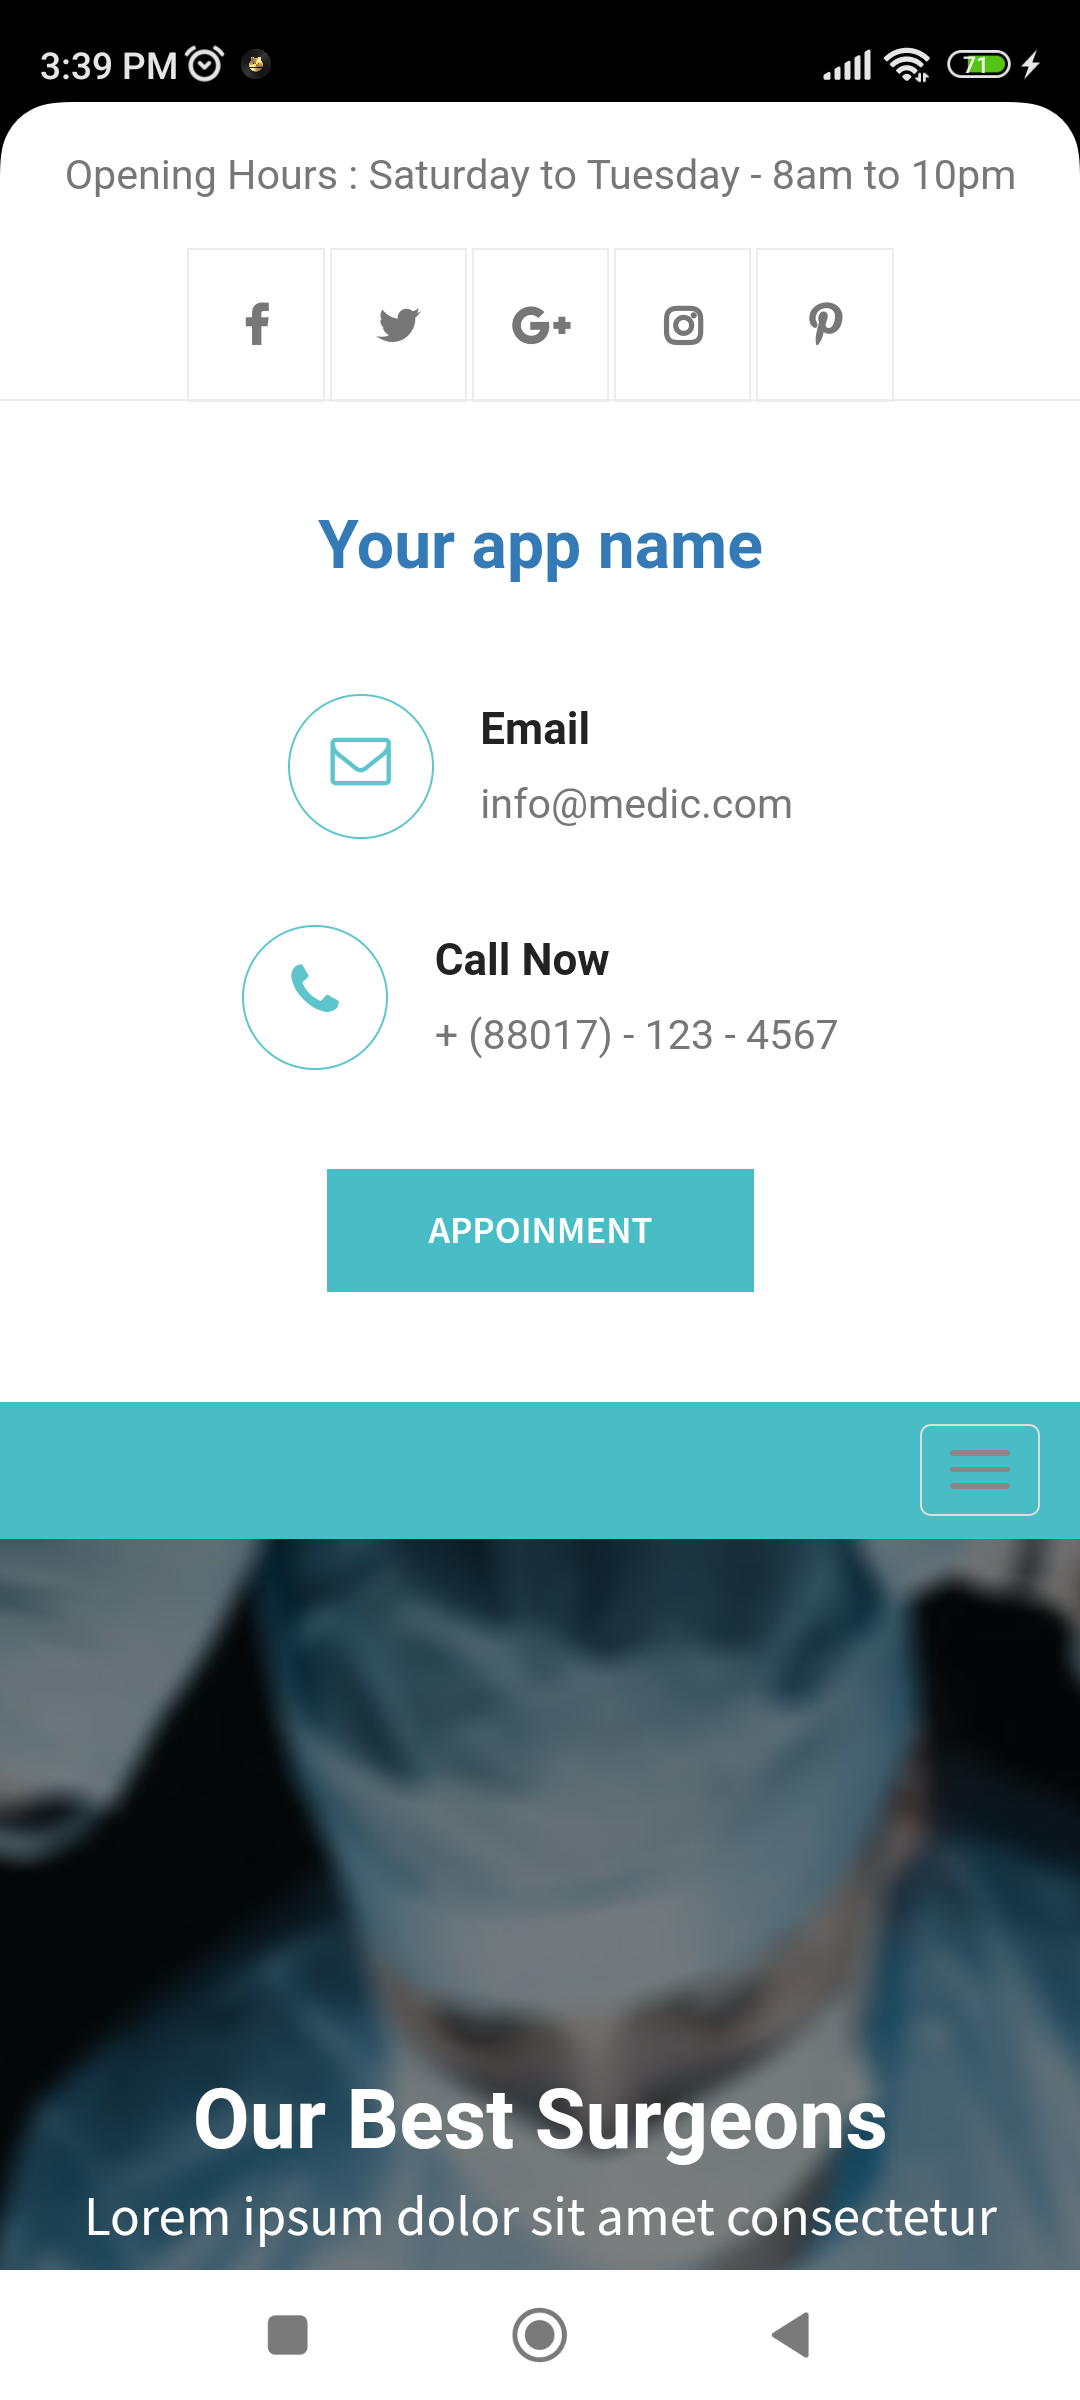 3:39 PM
71
Opening Hours : Saturday to Tuesday - 8am to 10pm
Your app name
Email
info@medic.com
Call Now
+ (88017) - 123 - 4567
APPOINMENT
Our Best Surgeons
Lorem ipsum dolor sit amet consectetur